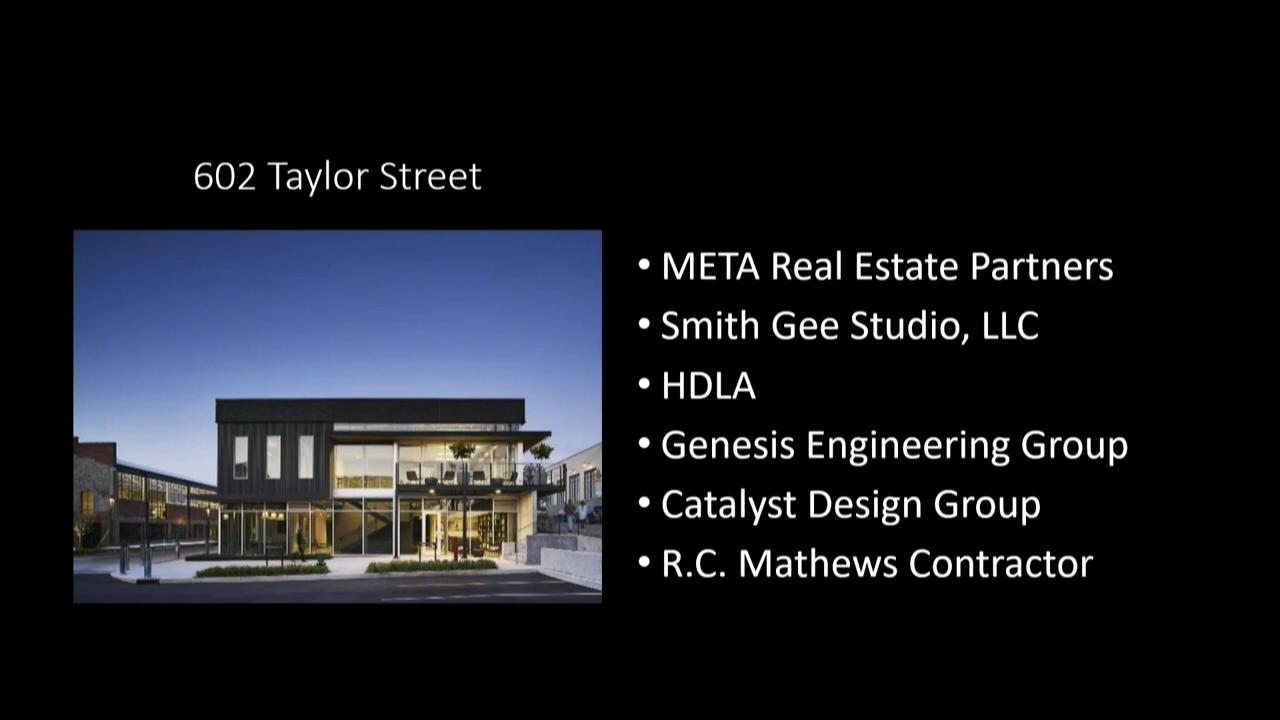 602 Taylor Street
• META Real Estate Partners
• Smith Gee Studio, LLC
• HDLA
• Genesis Engineering Group
• Catalyst Design Group
• R.C. Mathews Contractor